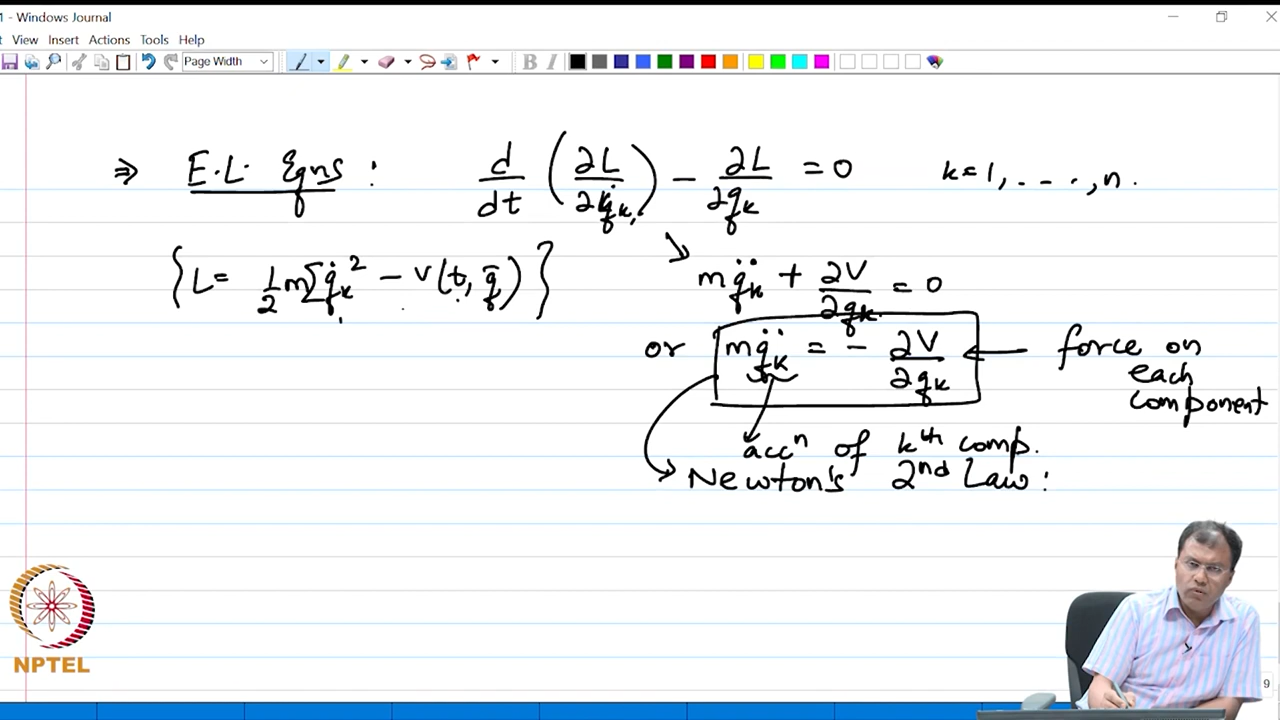 1 - Windows Journal
t View Insert Actions Tools Help
Page Width
B I
⇒ E.L. Eqns : d/dt (∂L/∂q̇k) − ∂L/∂qk = 0 k=1, ....., n.
{L = 1/2 m Σ q̇k² − V(t, q̄)}
mq̈k + ∂V/∂qk = 0
or mq̈k = − ∂V/∂qk ← force on
each
component
accⁿ of kth comp.
Newton's 2nd Law :
NPTEL
9